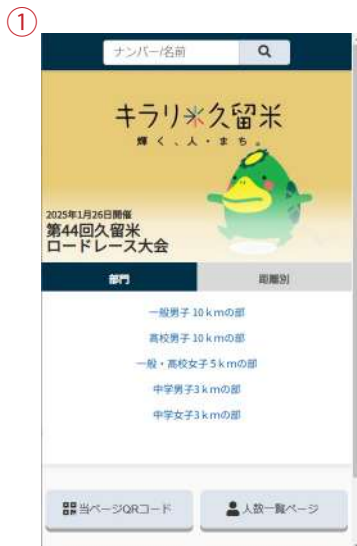 ①
ナンバー/名前
キラリ米久留米
輝く、人・まち。
2025年1月26日開催
第44回久留米
ロードレース大会
部門
距離別
一般男子 10ｋｍの部
高校男子 10ｋｍの部
一般・高校女子５ｋｍの部
中学男子3ｋｍの部
中学女子3ｋｍの部
当ページQRコード
人数一覧ページ